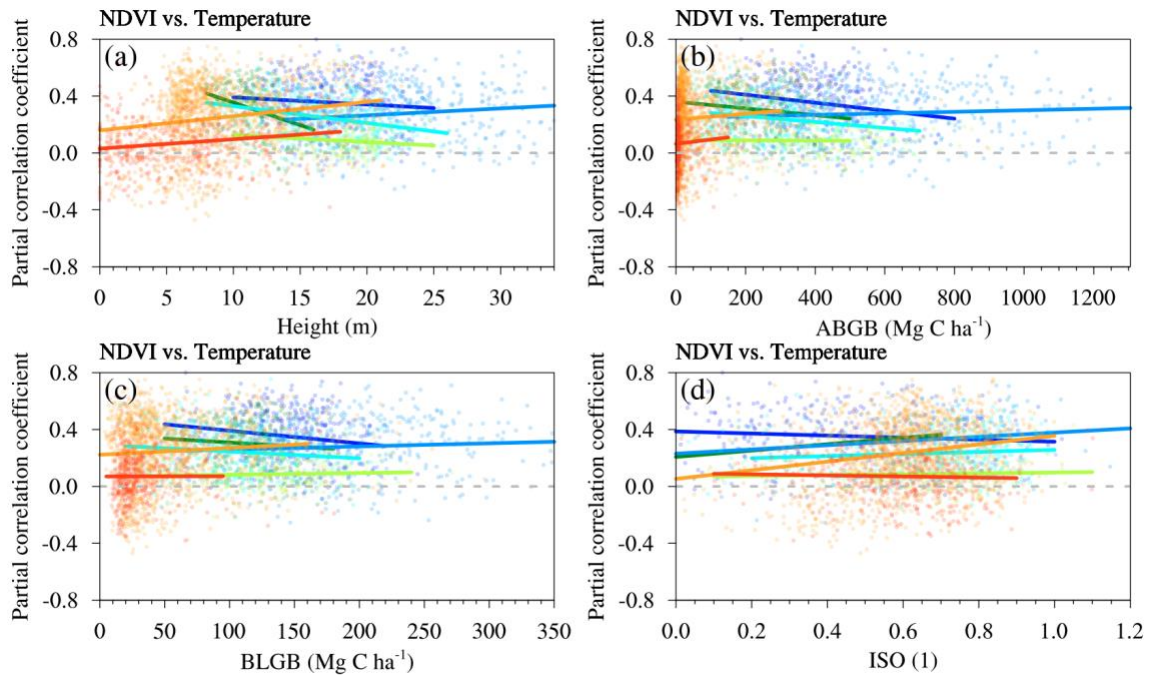 NDVI vs. Temperature
Partial correlation coefficient
(a)
0.8
0.4
0.0
-0.4
-0.8
0 5 10 15 20 25 30
Height (m)
NDVI vs. Temperature
Partial correlation coefficient
(b)
0.8
0.4
0.0
-0.4
-0.8
0 200 400 600 800 1000 1200
ABGB (Mg C ha⁻¹)
NDVI vs. Temperature
Partial correlation coefficient
(c)
0.8
0.4
0.0
-0.4
-0.8
0 50 100 150 200 250 300 350
BLGB (Mg C ha⁻¹)
NDVI vs. Temperature
Partial correlation coefficient
(d)
0.8
0.4
0.0
-0.4
-0.8
0.0 0.2 0.4 0.6 0.8 1.0 1.2
ISO (1)